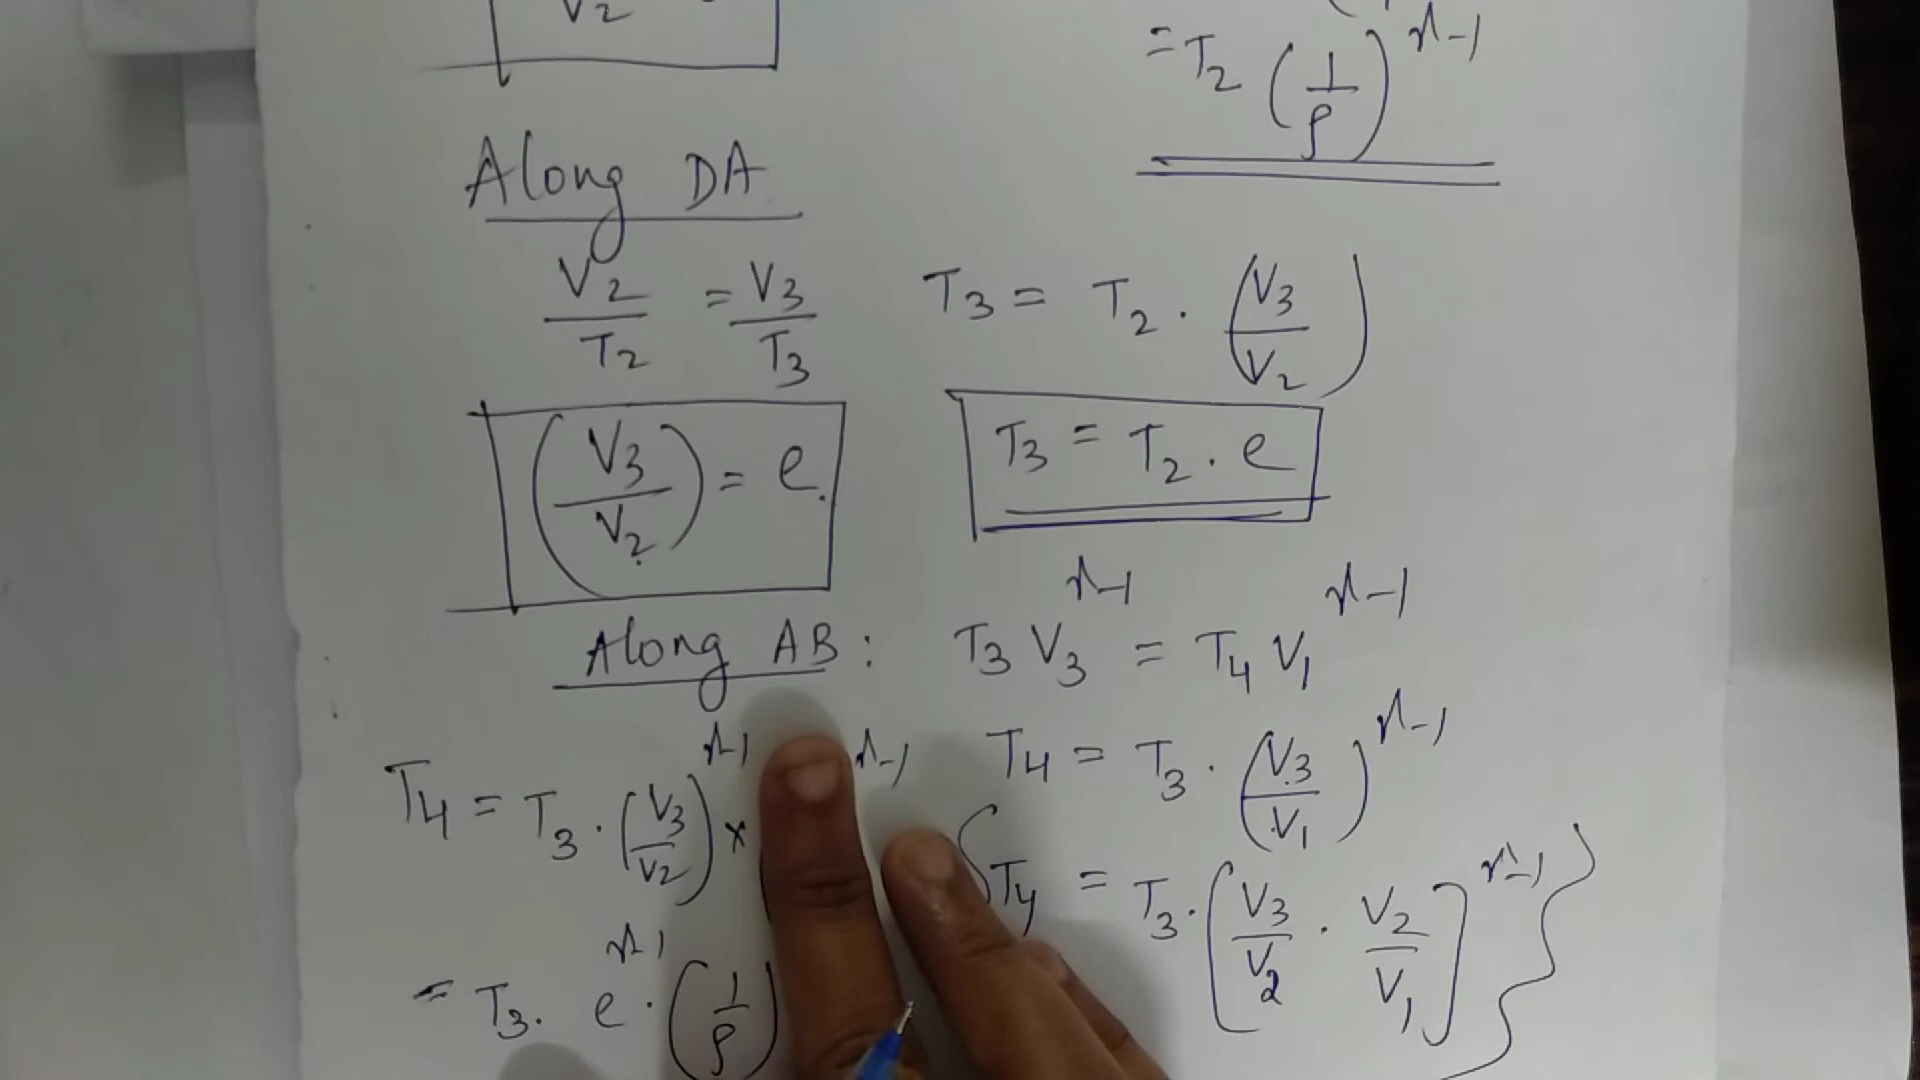 V2
= T2 (1/ρ)^γ-1
Along DA
V2/T2 = V3/T3
T3 = T2 . (V3/V2)
(V3/V2) = e.
T3 = T2 . e
Along AB: T3 V3^γ-1 = T4 V1^γ-1
T4 = T3 . (V3/V1)^γ-1
T4 = T3 . (V3/V2)^γ-1 × γ-1
T4 = T3 . [V3/V2 . V2/V1]^γ-1
= T3 . e^γ-1 . (1/ρ)